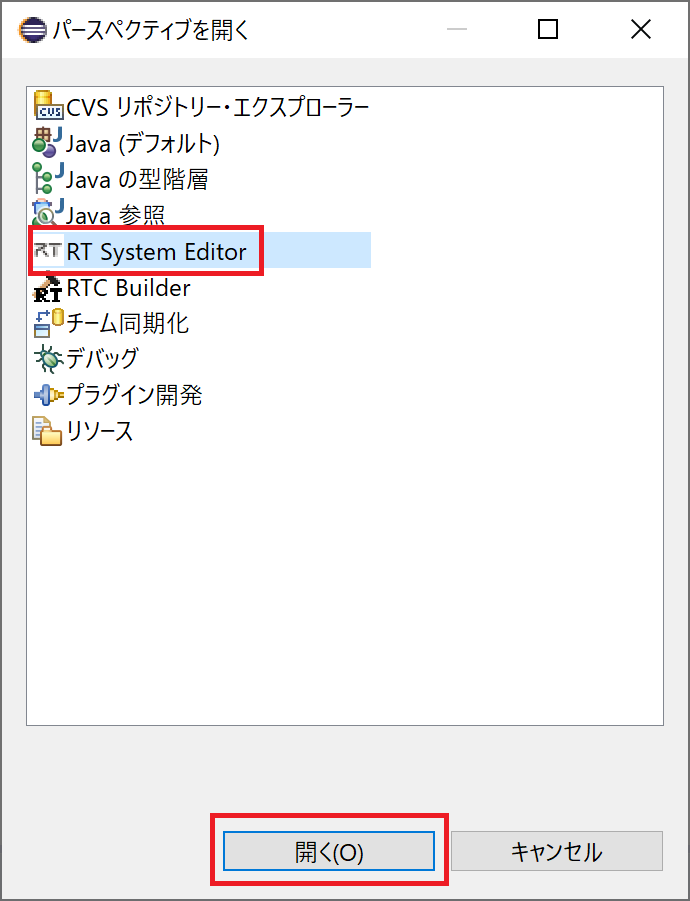 パースペクティブを開く
CVS
CVS リポジトリー・エクスプローラー
Java (デフォルト)
Java の型階層
Java 参照
RT RT System Editor
RT RTC Builder
チーム同期化
デバッグ
プラグイン開発
リソース
開く(O)
キャンセル